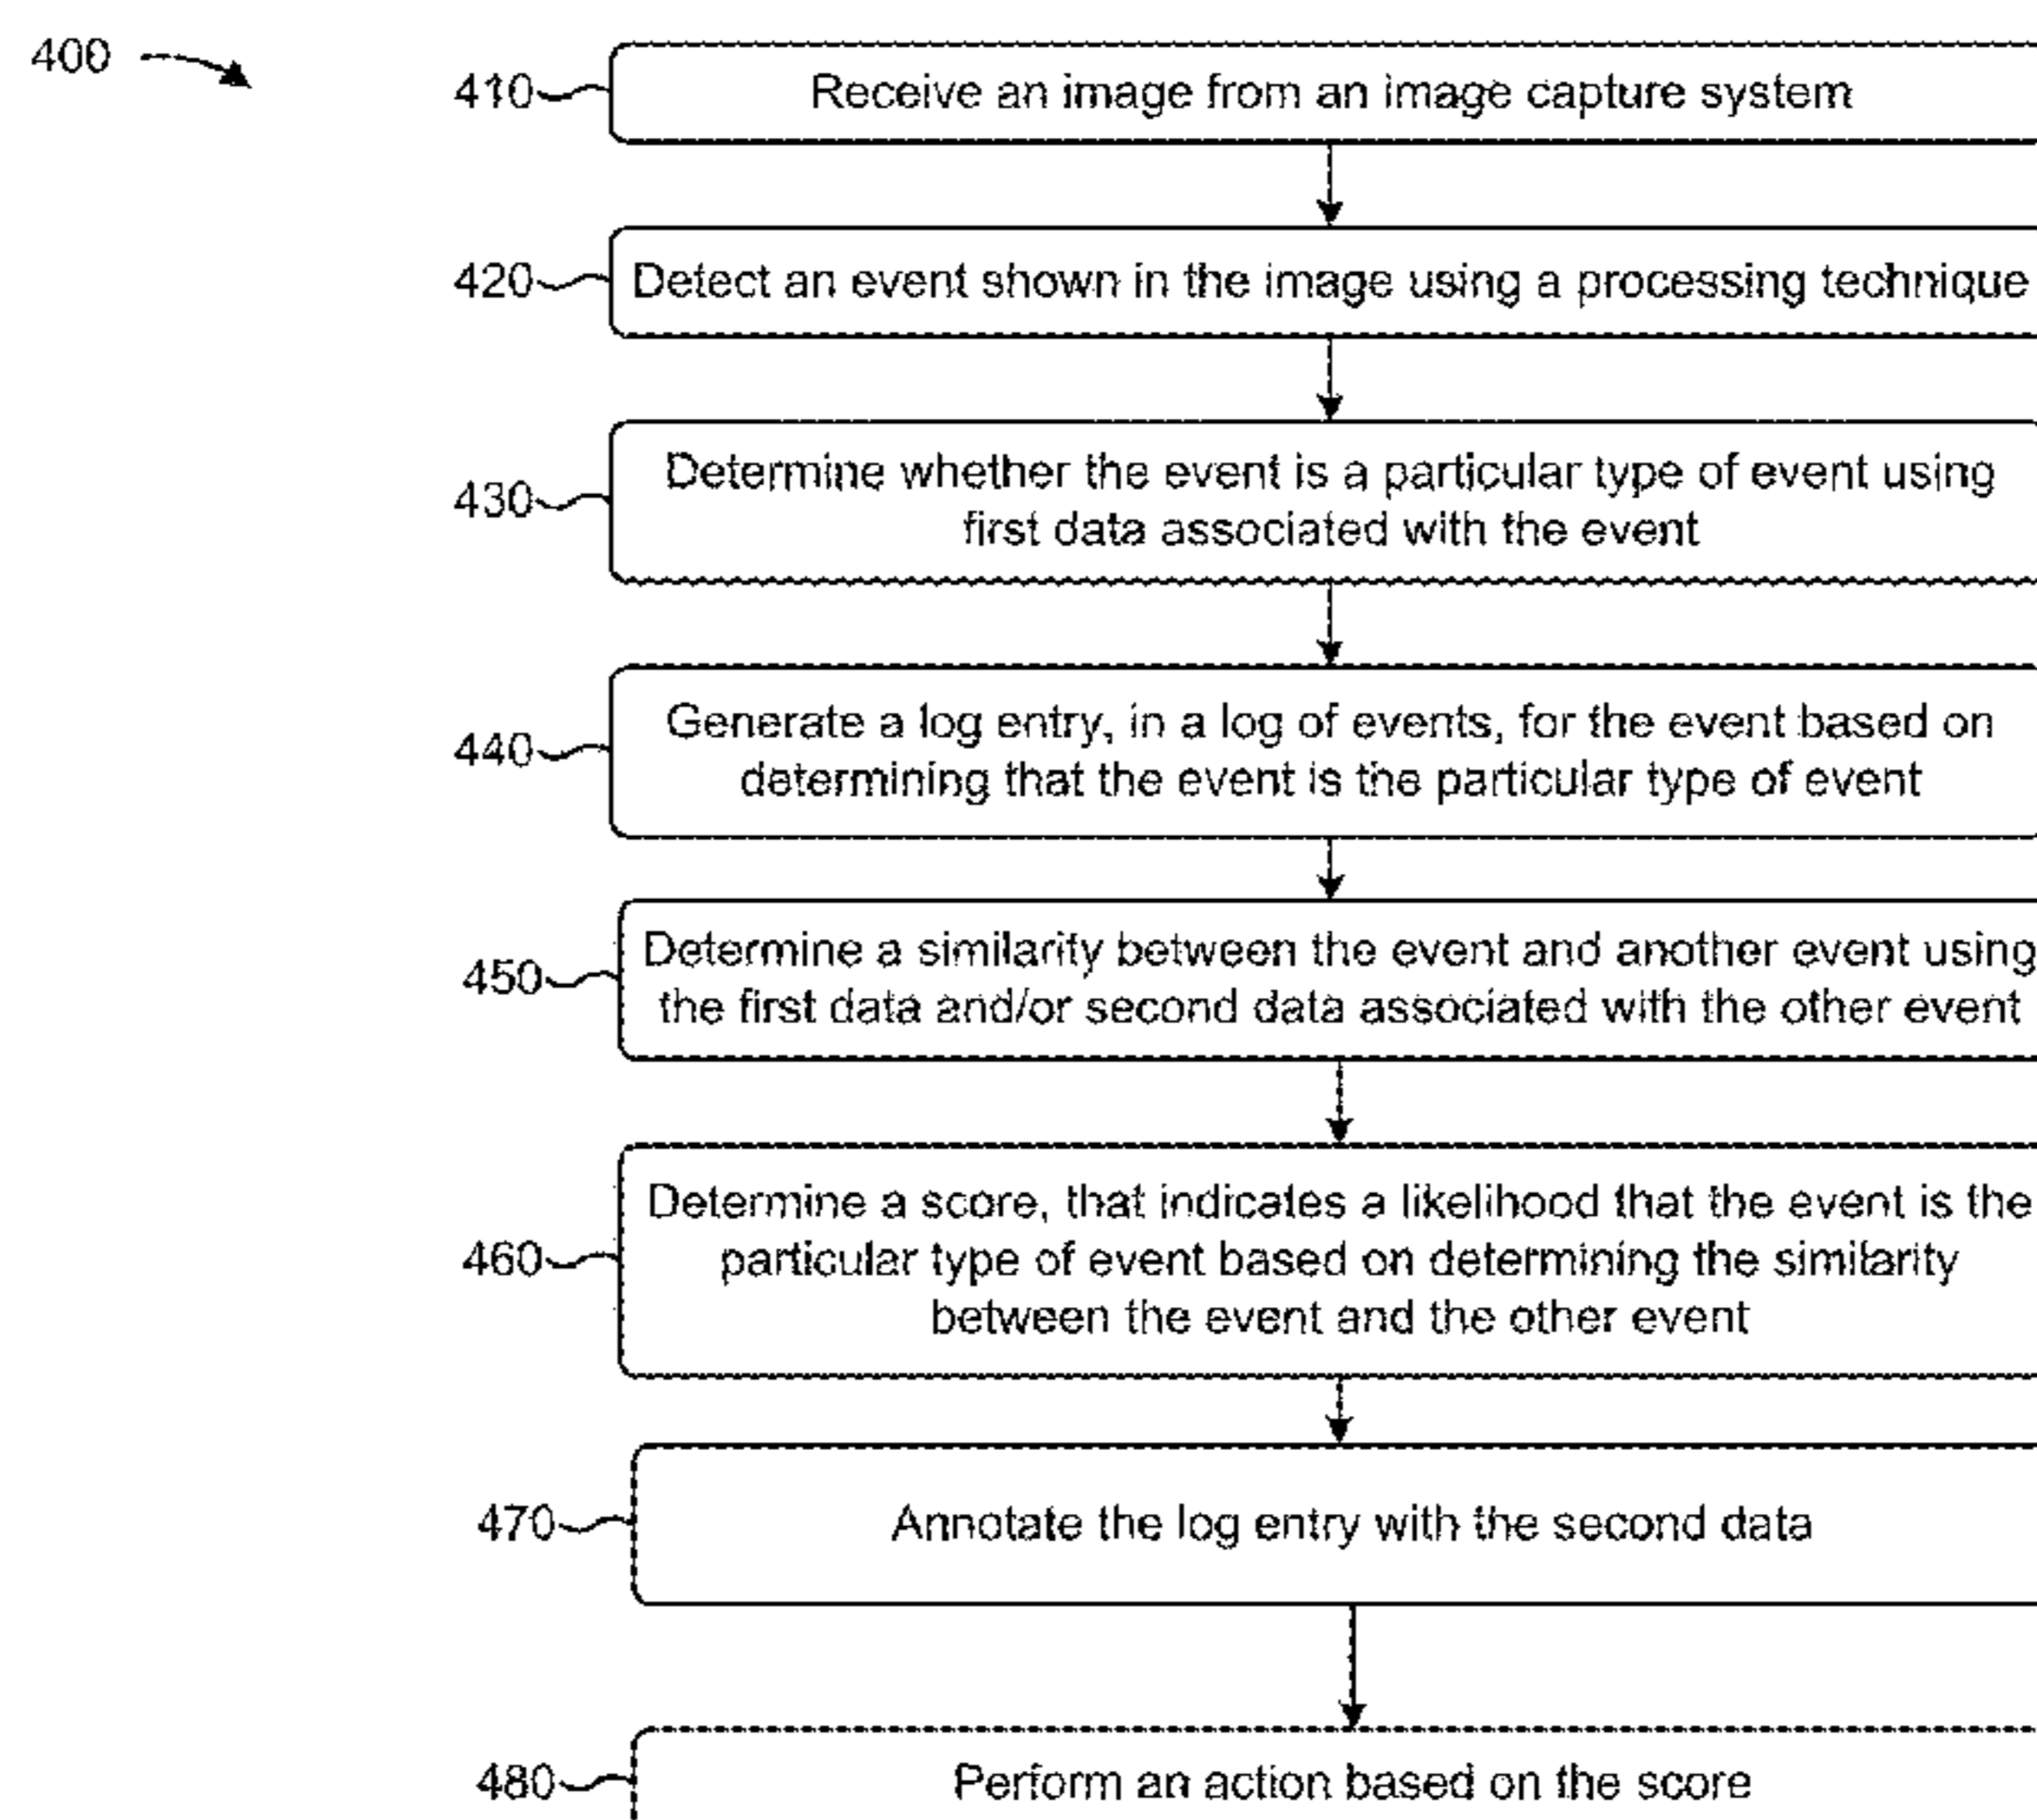 400
410 Receive an image from an image capture system
420 Detect an event shown in the image using a processing technique
430 Determine whether the event is a particular type of event using
first data associated with the event
440 Generate a log entry, in a log of events, for the event based on
determining that the event is the particular type of event
450 Determine a similarity between the event and another event using
the first data and/or second data associated with the other event
460 Determine a score, that indicates a likelihood that the event is the
particular type of event based on determining the similarity
between the event and the other event
470 Annotate the log entry with the second data
480 Perform an action based on the score